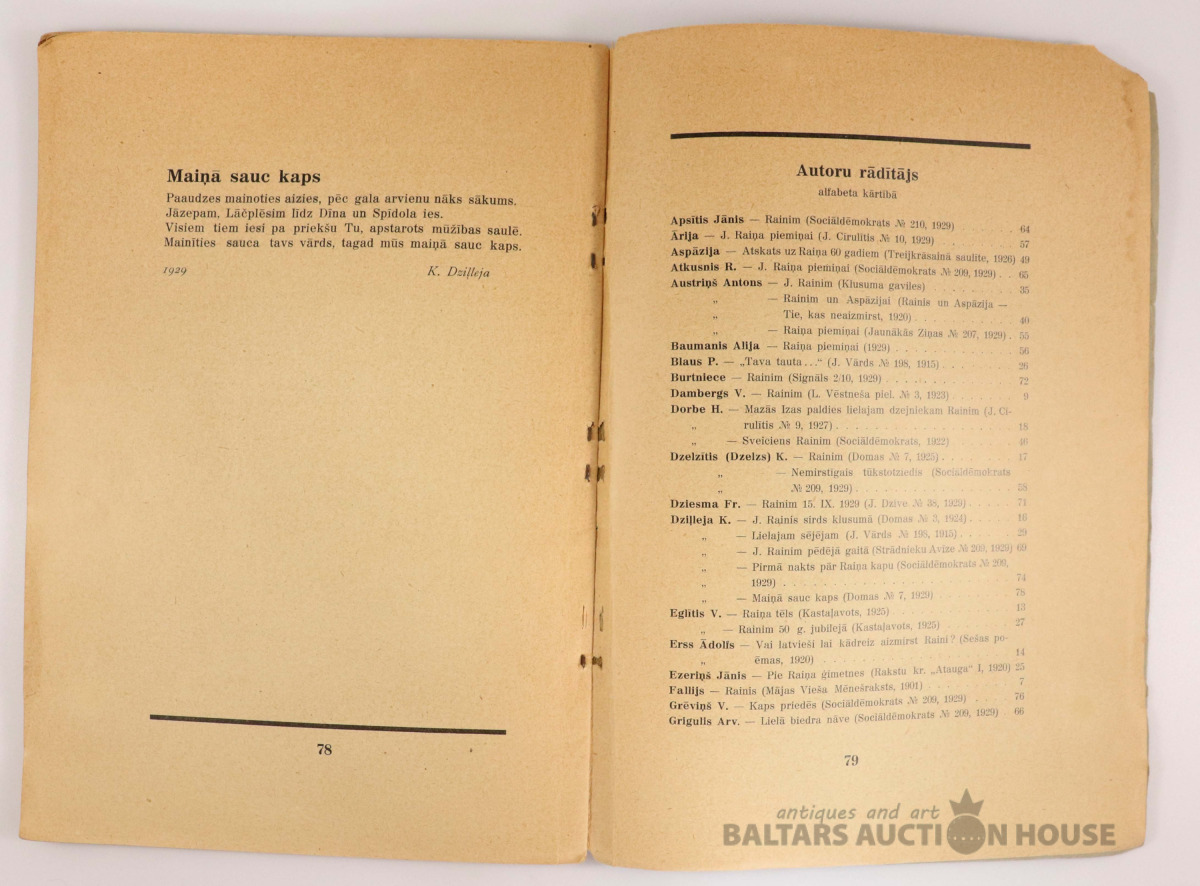 Maiņā sauc kaps
Paaudzes mainoties aizies, pēc gala arvienu nāks sākums.
Jāzepam, Lāčplēsim līdz Dīna un Spīdola ies.
Visiem tiem iesi pa priekšu Tu, apstarots mūžības saulē.
Mainīties sauca tavs vārds, tagad mūs maiņā sauc kaps.
1929 K. Dziļleja
78
Autoru rādītājs
alfabeta kārtībā
Apsītis Jānis — Rainim (Sociāldēmokrats № 210, 1929) . . . . 64
Ārija — J. Raiņa piemiņai (J. Cīrulītis № 10, 1929) . . . . 57
Aspāzija — Atskats uz Raiņa 60 gadiem (Treijkrāsainā saulīte, 1926) 49
Atkusnis R. — J. Raiņa piemiņai (Sociāldēmokrats № 209, 1929) . . 65
Austriņš Antons — J. Rainim (Klusuma gaviles) . . . . . . . . 35
„ — Rainim un Aspāzijai (Rainis un Aspāzija —
„ Tie, kas neaizmirst, 1920) . . . . . . . . . 40
„ — Raiņa piemiņai (Jaunākās Ziņas № 207, 1929) . 55
Baumanis Alija — Raiņa piemiņai (1929) . . . . . . . . . . . 56
Blaus P. — „Tava tauta . . .“ (J. Vārds № 198, 1915) . . . . . . . 26
Burtniece — Rainim (Signāls 2/10, 1929) . . . . . . . . 72
Dambergs V. — Rainim (L. Vēstneša piel. № 3, 1923) . . . . . . 9
Dorbe H. — Mazās Izas paldies lielajam dzejniekam Rainim (J. Cī-
„ rulītis № 9, 1927) . . . . . . . . . . . . . . . 18
„ — Sveiciens Rainim (Sociāldēmokrats, 1922) . . . . . . 46
Dzelzītis (Dzelzs) K. — Rainim (Domas № 7, 1925) . . . . . . 17
„ — Nemirstīgais tūkstotziedis (Sociāldēmokrats
„ № 209, 1929) . . . . . . . . . . . . . 58
Dziesma Fr. — Rainim 15. IX. 1929 (J. Dzīve № 38, 1929) . . . . 71
Dziļleja K. — J. Rainis sirds klusumā (Domas № 3, 1924) . . . . . 16
„ — Lielajam sējējam (J. Vārds № 198, 1915) . . . . . . 29
„ — J. Rainim pēdējā gaitā (Strādnieku Avīze № 209, 1929) 69
„ — Pirmā nakts pār Raiņa kapu (Sociāldēmokrats № 209,
„ 1929) . . . . . . . . . . . . . . . . . . 74
„ — Maiņā sauc kaps (Domas № 7, 1929) . . . . . . . 78
Eglītis V. — Raiņa tēls (Kastaļavots, 1925) . . . . . . . . . . 13
„ — Rainim 50 g. jubilejā (Kastaļavots, 1925) . . . . . . 27
Erss Ādolfs — Vai latvieši lai kādreiz aizmirst Raini? (Sešas po-
„ ēmas, 1920) . . . . . . . . . . . . . . . . 14
Ezeriņš Jānis — Pie Raiņa ģimetnes (Rakstu kr. „Atauga“ I, 1920) 25
Fallijs — Rainis (Mājas Vieša Mēnešraksts, 1901) . . . . . . . 7
Grēviņš V. — Kaps priedēs (Sociāldēmokrats № 209, 1929) . . . . 76
Grigulis Arv. — Lielā biedra nāve (Sociāldēmokrats № 209, 1929) . 66
79
antiques and art
BALTARS AUCTION HOUSE